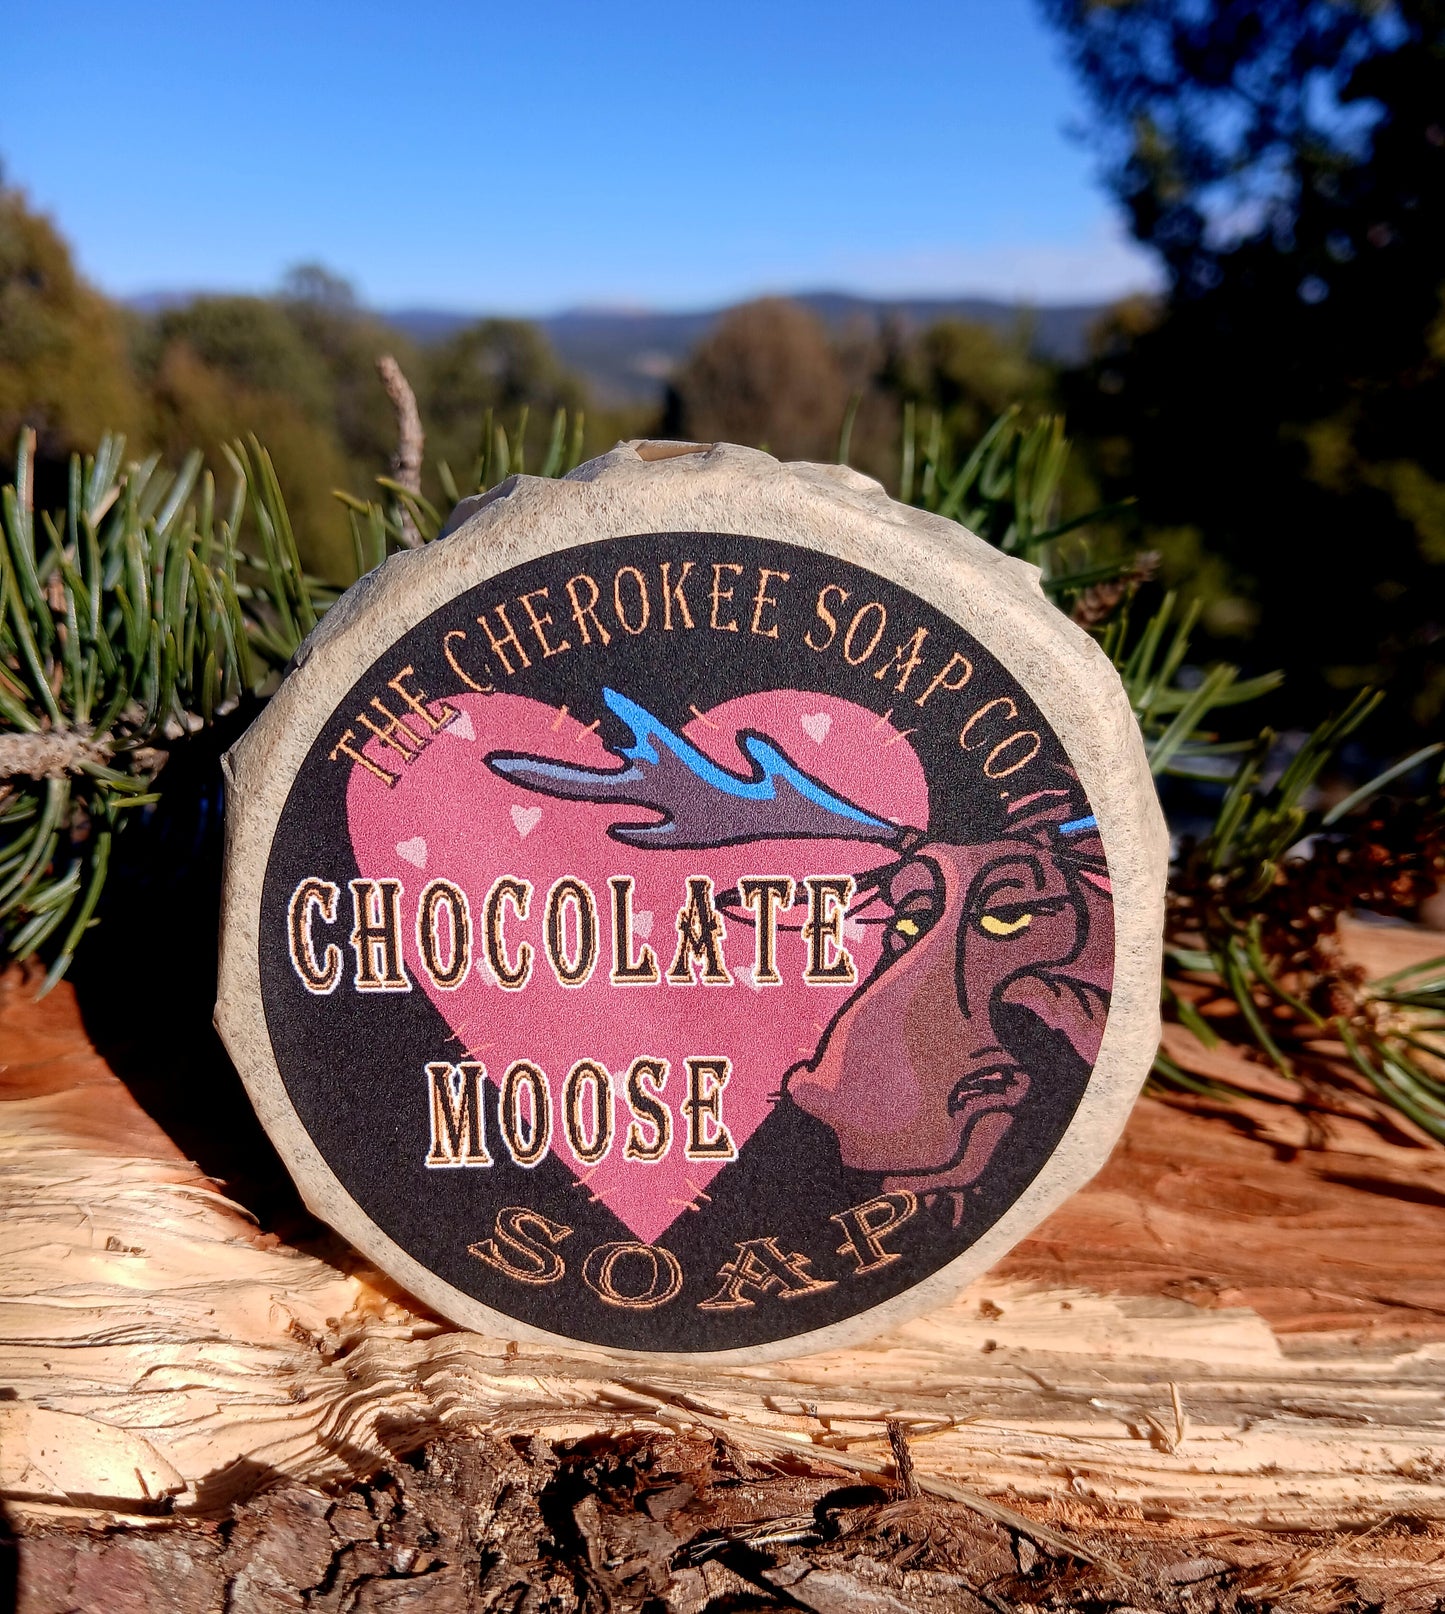 THE CHEROKEE SOAP CO.
CHOCOLATE
MOOSE
SOAP